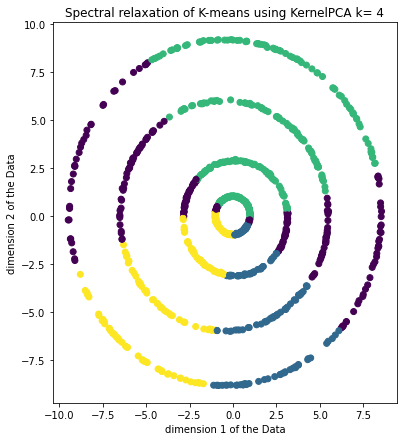 Spectral relaxation of K-means using KernelPCA k= 4
10.0
7.5
5.0
2.5
0.0
−2.5
−5.0
−7.5
dimension 2 of the Data
−10.0 −7.5 −5.0 −2.5 0.0 2.5 5.0 7.5
dimension 1 of the Data